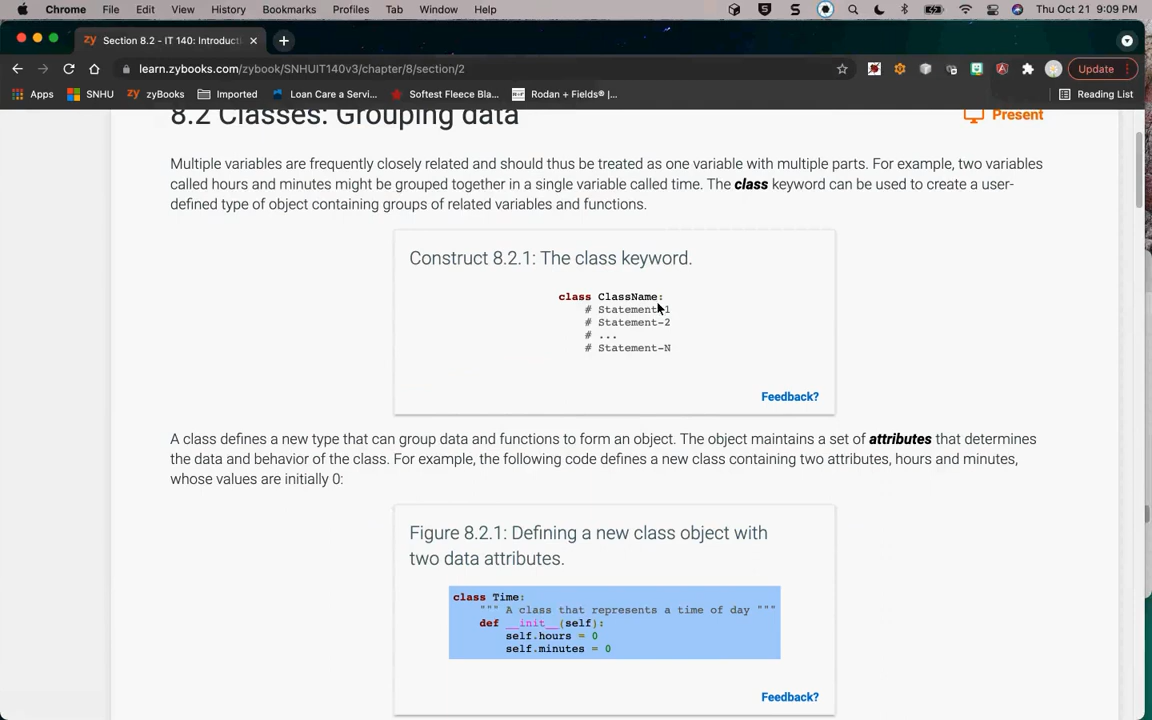 Chrome File Edit View History Bookmarks Profiles Tab Window Help Thu Oct 21 9:09 PM
zy Section 8.2 - IT 140: Introducti
learn.zybooks.com/zybook/SNHUIT140v3/chapter/8/section/2 Update
Apps SNHU zy zyBooks Imported Loan Care a Servi... Softest Fleece Bla... R+F Rodan + Fields® |... Reading List
8.2 Classes: Grouping data
Present
Multiple variables are frequently closely related and should thus be treated as one variable with multiple parts. For example, two variables
called hours and minutes might be grouped together in a single variable called time. The class keyword can be used to create a user-
defined type of object containing groups of related variables and functions.
Construct 8.2.1: The class keyword.
class ClassName:
# Statement-1
# Statement-2
# ...
# Statement-N
Feedback?
A class defines a new type that can group data and functions to form an object. The object maintains a set of attributes that determines
the data and behavior of the class. For example, the following code defines a new class containing two attributes, hours and minutes,
whose values are initially 0:
Figure 8.2.1: Defining a new class object with
two data attributes.
class Time:
""" A class that represents a time of day """
def __init__(self):
self.hours = 0
self.minutes = 0
Feedback?